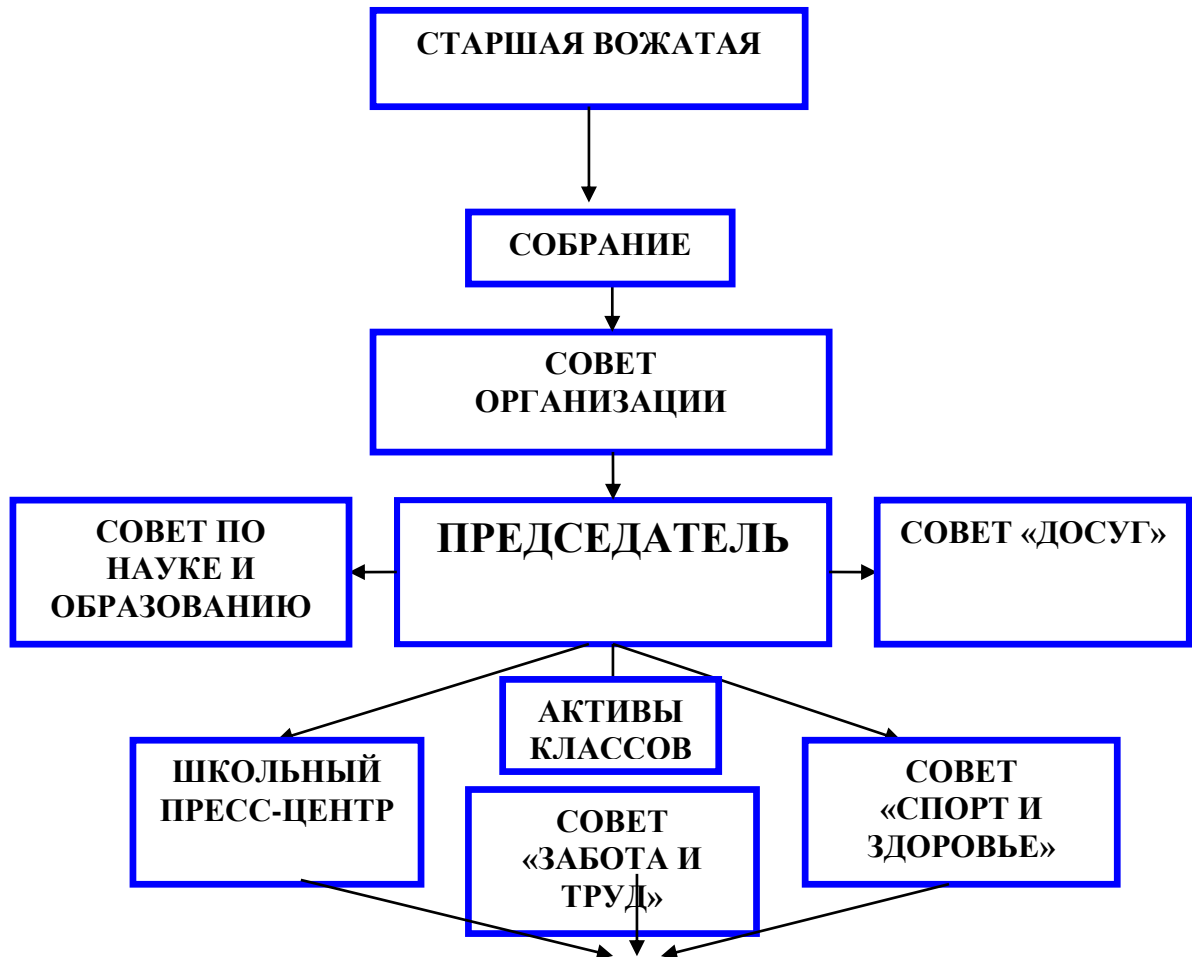 СТАРШАЯ ВОЖАТАЯ
СОБРАНИЕ
СОВЕТ
ОРГАНИЗАЦИИ
СОВЕТ ПО
НАУКЕ И
ОБРАЗОВАНИЮ
ПРЕДСЕДАТЕЛЬ
СОВЕТ «ДОСУГ»
АКТИВЫ
КЛАССОВ
ШКОЛЬНЫЙ
ПРЕСС-ЦЕНТР
СОВЕТ
«ЗАБОТА И
ТРУД»
СОВЕТ
«СПОРТ И
ЗДОРОВЬЕ»